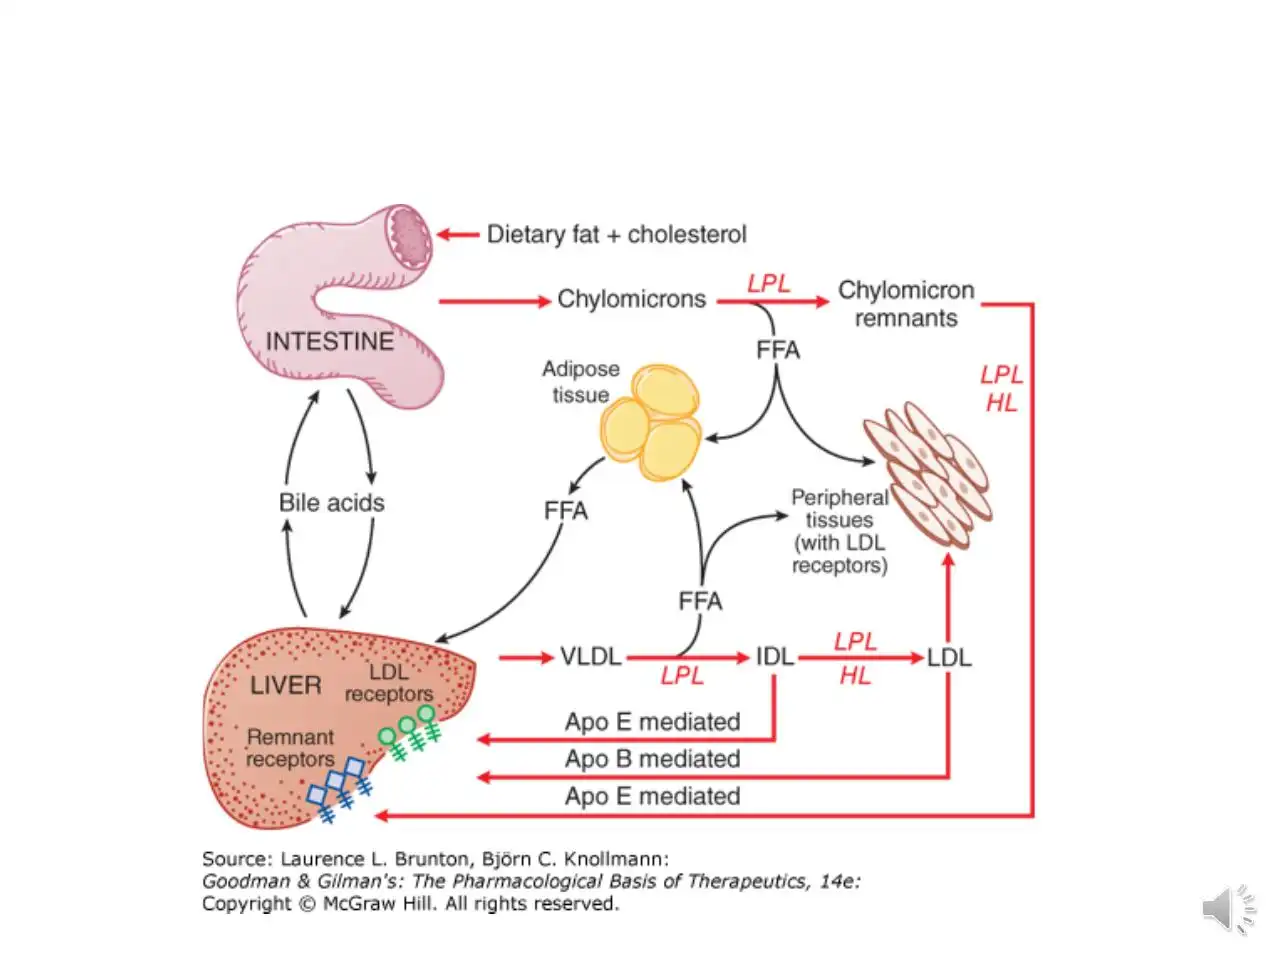 Dietary fat + cholesterol
LPL
Chylomicrons
Chylomicron
remnants
INTESTINE
FFA
Adipose
tissue
LPL
HL
Bile acids
FFA
Peripheral
tissues
(with LDL
receptors)
FFA
LPL
VLDL
IDL
LDL
LPL
HL
LIVER
LDL
receptors
Remnant
receptors
Apo E mediated
Apo B mediated
Apo E mediated
Source: Laurence L. Brunton, Björn C. Knollmann:
Goodman & Gilman's: The Pharmacological Basis of Therapeutics, 14e:
Copyright © McGraw Hill. All rights reserved.